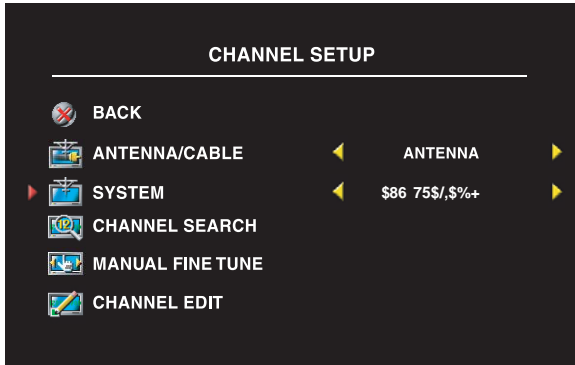 CHANNEL SETUP
BACK
ANTENNA/CABLE ANTENNA
SYSTEM $86 75$/,$%+
CHANNEL SEARCH
MANUAL FINE TUNE
CHANNEL EDIT